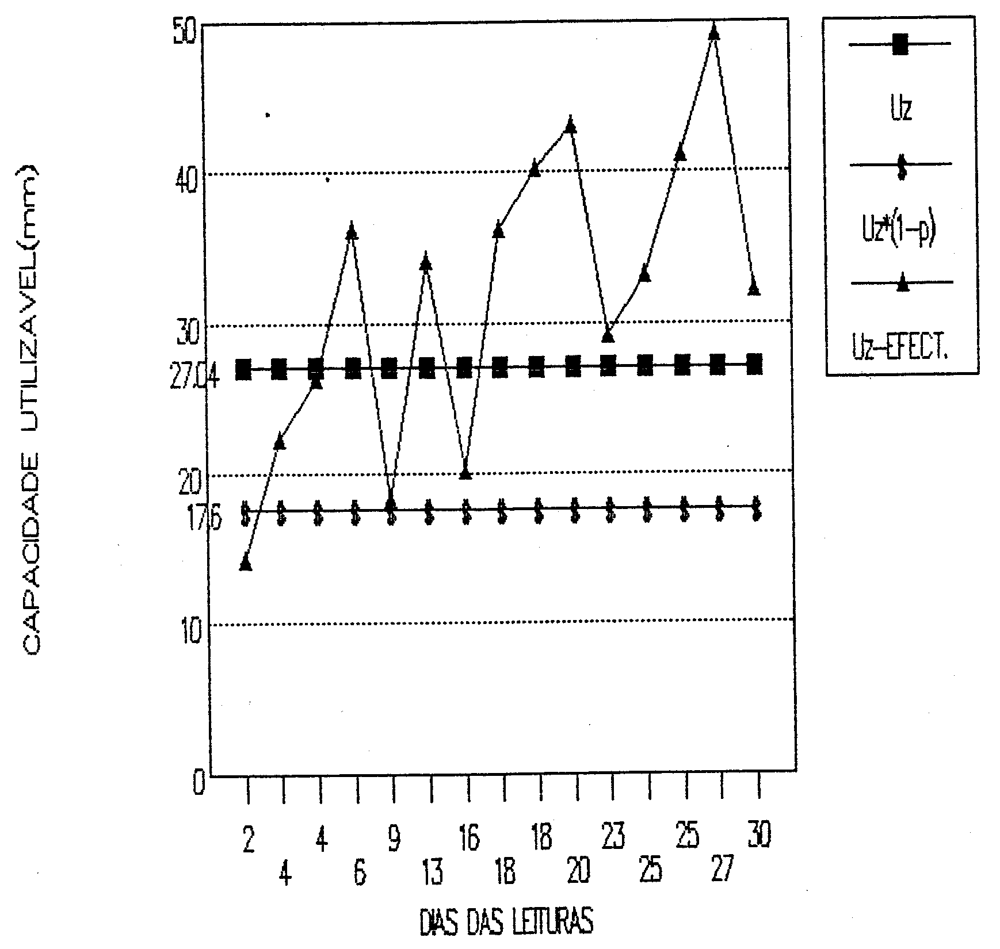 CAPACIDADE UTILIZAVEL(mm)
50
40
30
27.04
20
17.6
10
0
2 4 9 16 18 23 25 30
4 6 13 18 20 25 27
DIAS DAS LEITURAS
Uz
Uz*(1-p)
Uz-EFECT.